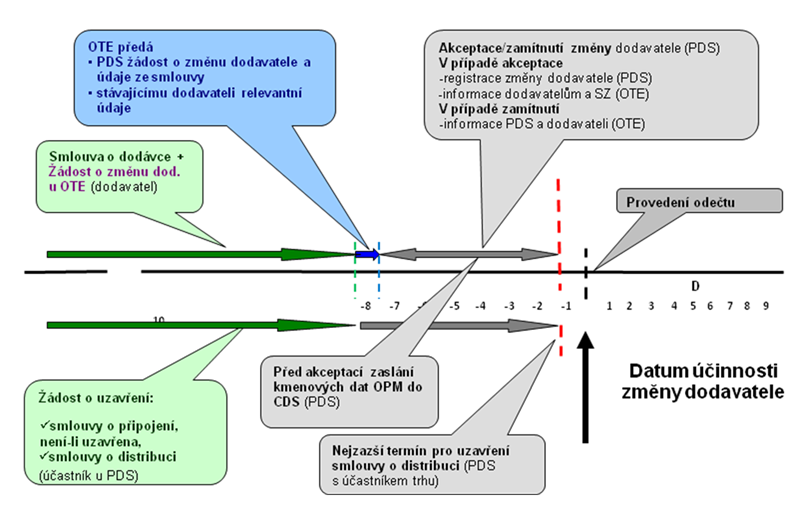 OTE předá
▪ PDS žádost o změnu dodavatele a
údaje ze smlouvy
▪ stávajícímu dodavateli relevantní
údaje
Akceptace/zamítnutí změny dodavatele (PDS)
V případě akceptace
-registrace změny dodavatele (PDS)
-informace dodavatelům a SZ (OTE)
V případě zamítnutí
-informace PDS a dodavateli (OTE)
Smlouva o dodávce +
Žádost o změnu dod.
u OTE (dodavatel)
Provedení odečtu
D
-8 -7 -5 -4 -3 -2 -1 1 2 3 4 5 6 7 8 9
Před akceptací zaslání
kmenových dat OPM do
CDS (PDS)
Datum účinnosti
změny dodavatele
Žádost o uzavření:
✓smlouvy o připojení,
není-li uzavřena,
✓smlouvy o distribuci
(účastník u PDS)
Nejzazší termín pro uzavření
smlouvy o distribuci (PDS
s účastníkem trhu)